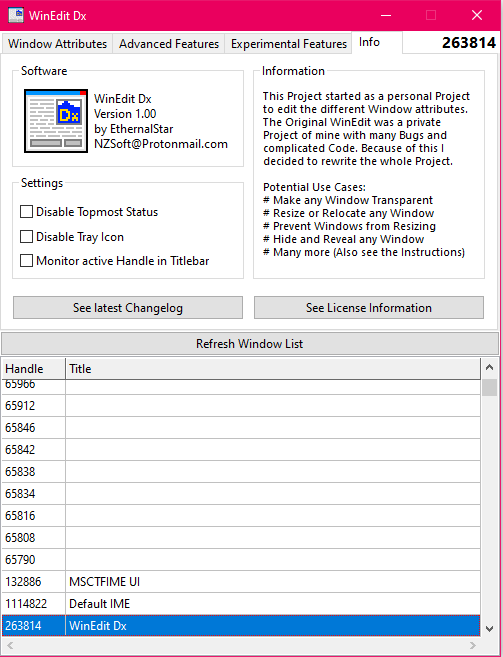 WinEdit Dx
Window Attributes
Advanced Features
Experimental Features
Info
263814
Software
Dx
WinEdit Dx
Version 1.00
by EthernalStar
NZSoft@Protonmail.com
Settings
Disable Topmost Status
Disable Tray Icon
Monitor active Handle in Titlebar
Information
This Project started as a personal Project
to edit the different Window attributes.
The Original WinEdit was a private
Project of mine with many Bugs and
complicated Code. Because of this I
decided to rewrite the whole Project.
Potential Use Cases:
# Make any Window Transparent
# Resize or Relocate any Window
# Prevent Windows from Resizing
# Hide and Reveal any Window
# Many more (Also see the Instructions)
See latest Changelog
See License Information
Refresh Window List
Handle Title
65966
65912
65846
65842
65838
65834
65816
65808
65790
132886 MSCTFIME UI
1114822 Default IME
263814 WinEdit Dx